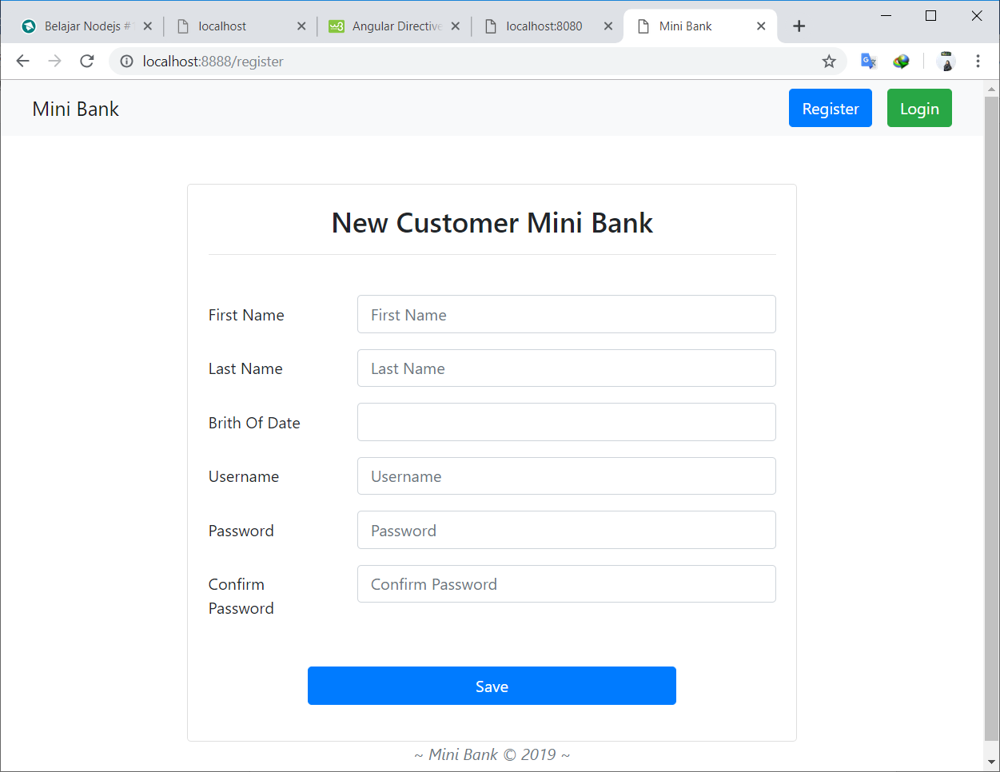 Belajar Nodejs #
localhost
Angular Directive
localhost:8080
Mini Bank
localhost:8888/register
Mini Bank
Register
Login
New Customer Mini Bank
First Name
First Name
Last Name
Last Name
Brith Of Date
Username
Username
Password
Password
Confirm
Password
Confirm Password
Save
~ Mini Bank © 2019 ~